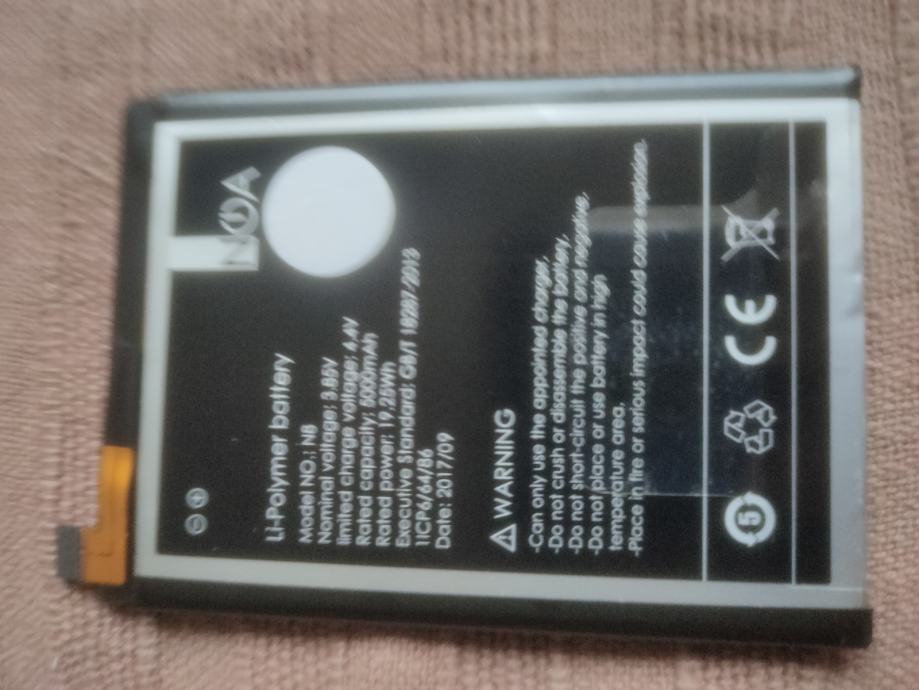 NOA
Li-Polymer battery
Model NO.: N8
Nominal voltage: 3.85V
limited charge voltage: 4.4V
Rated capacity: 5000mAh
Rated power: 19.25Wh
Executive Standard: GB/T 18287/2013
1ICP6/64/86
Date: 2017/09
WARNING
-Can only use the appointed charger,
-Do not crush or disassemble the battery,
-Do not short-circuit the positive and negative,
-Do not place or use battery in high
temperature area.
-Place in fire or serious impact could cause explosion.
5
CE